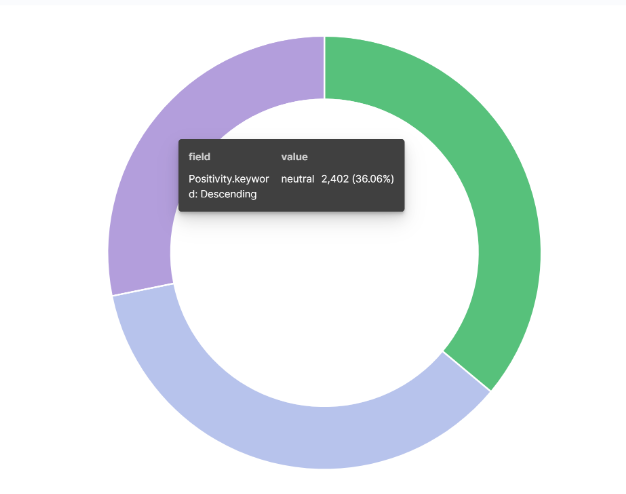 field value
Positivity.keywor neutral 2,402 (36.06%)
d: Descending